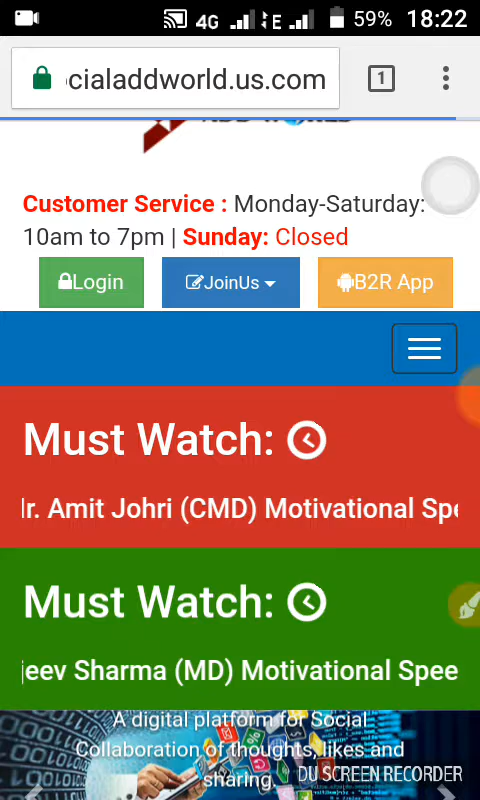 4G E 59% 18:22
cialaddworld.us.com 1
Customer Service : Monday-Saturday:
10am to 7pm | Sunday: Closed
Login JoinUs B2R App
Must Watch:
r. Amit Johri (CMD) Motivational Spe
Must Watch:
jeev Sharma (MD) Motivational Spee
A digital platform for Social
Collaboration of thoughts, likes and
sharing.
DU SCREEN RECORDER